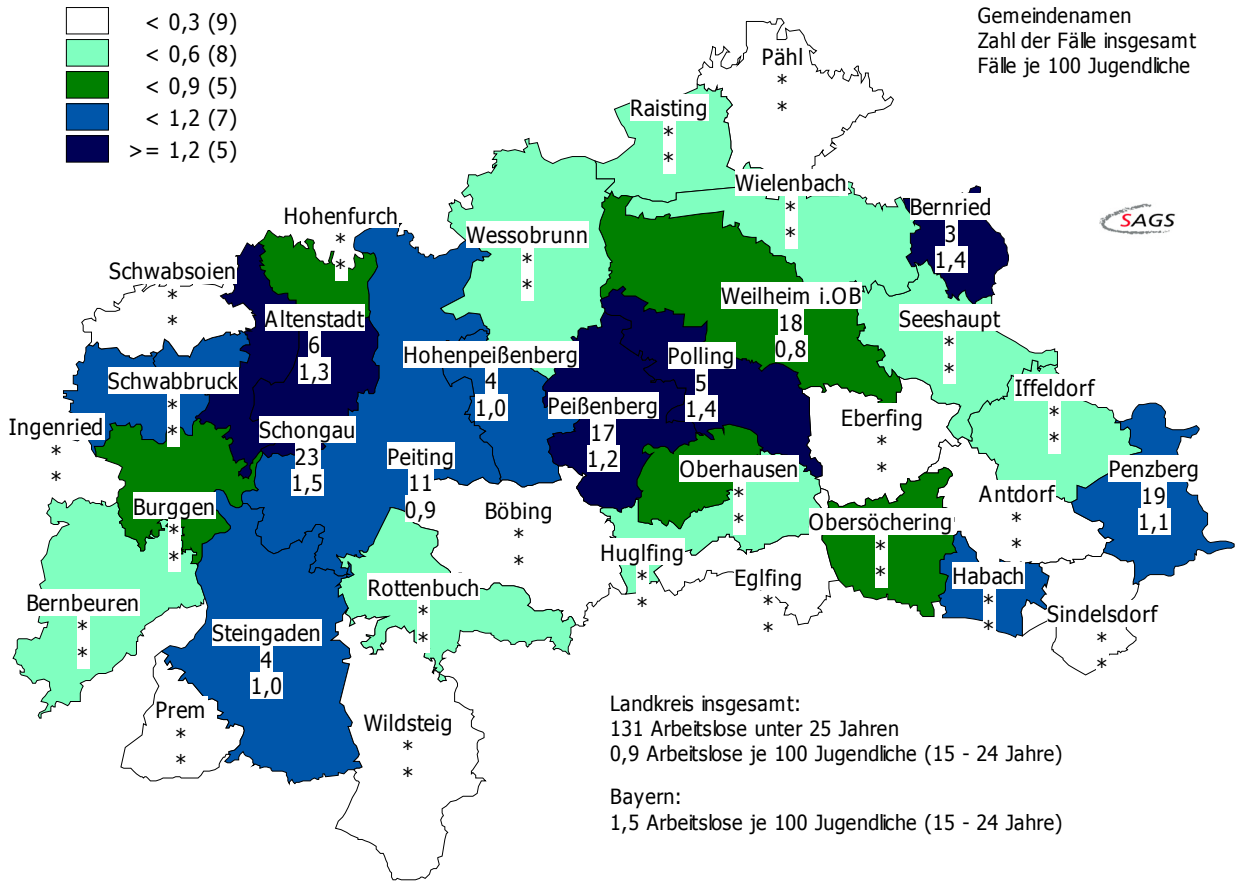 < 0,3 (9)
< 0,6 (8)
< 0,9 (5)
< 1,2 (7)
>= 1,2 (5)
Gemeindenamen
Zahl der Fälle insgesamt
Fälle je 100 Jugendliche
SAGS
Pähl
*
*
Raisting
*
*
Wielenbach
*
*
Bernried
3
1,4
Hohenfurch
*
*
Wessobrunn
*
*
Schwabsoien
*
*
Altenstadt
6
1,3
Weilheim i.OB
18
0,8
Seeshaupt
*
*
Hohenpeißenberg
4
1,0
Polling
5
1,4
Schwabbruck
*
*
Iffeldorf
*
*
Peißenberg
17
1,2
Eberfing
*
*
Ingenried
*
*
Schongau
23
1,5
Peiting
11
0,9
Oberhausen
*
*
Penzberg
19
1,1
Antdorf
*
*
Burggen
*
*
Böbing
*
*
Obersöchering
*
*
Huglfing
*
*
Eglfing
*
*
Habach
*
*
Rottenbuch
*
*
Bernbeuren
*
*
Sindelsdorf
*
*
Steingaden
4
1,0
Prem
*
*
Wildsteig
*
*
Landkreis insgesamt:
131 Arbeitslose unter 25 Jahren
0,9 Arbeitslose je 100 Jugendliche (15 - 24 Jahre)
Bayern:
1,5 Arbeitslose je 100 Jugendliche (15 - 24 Jahre)